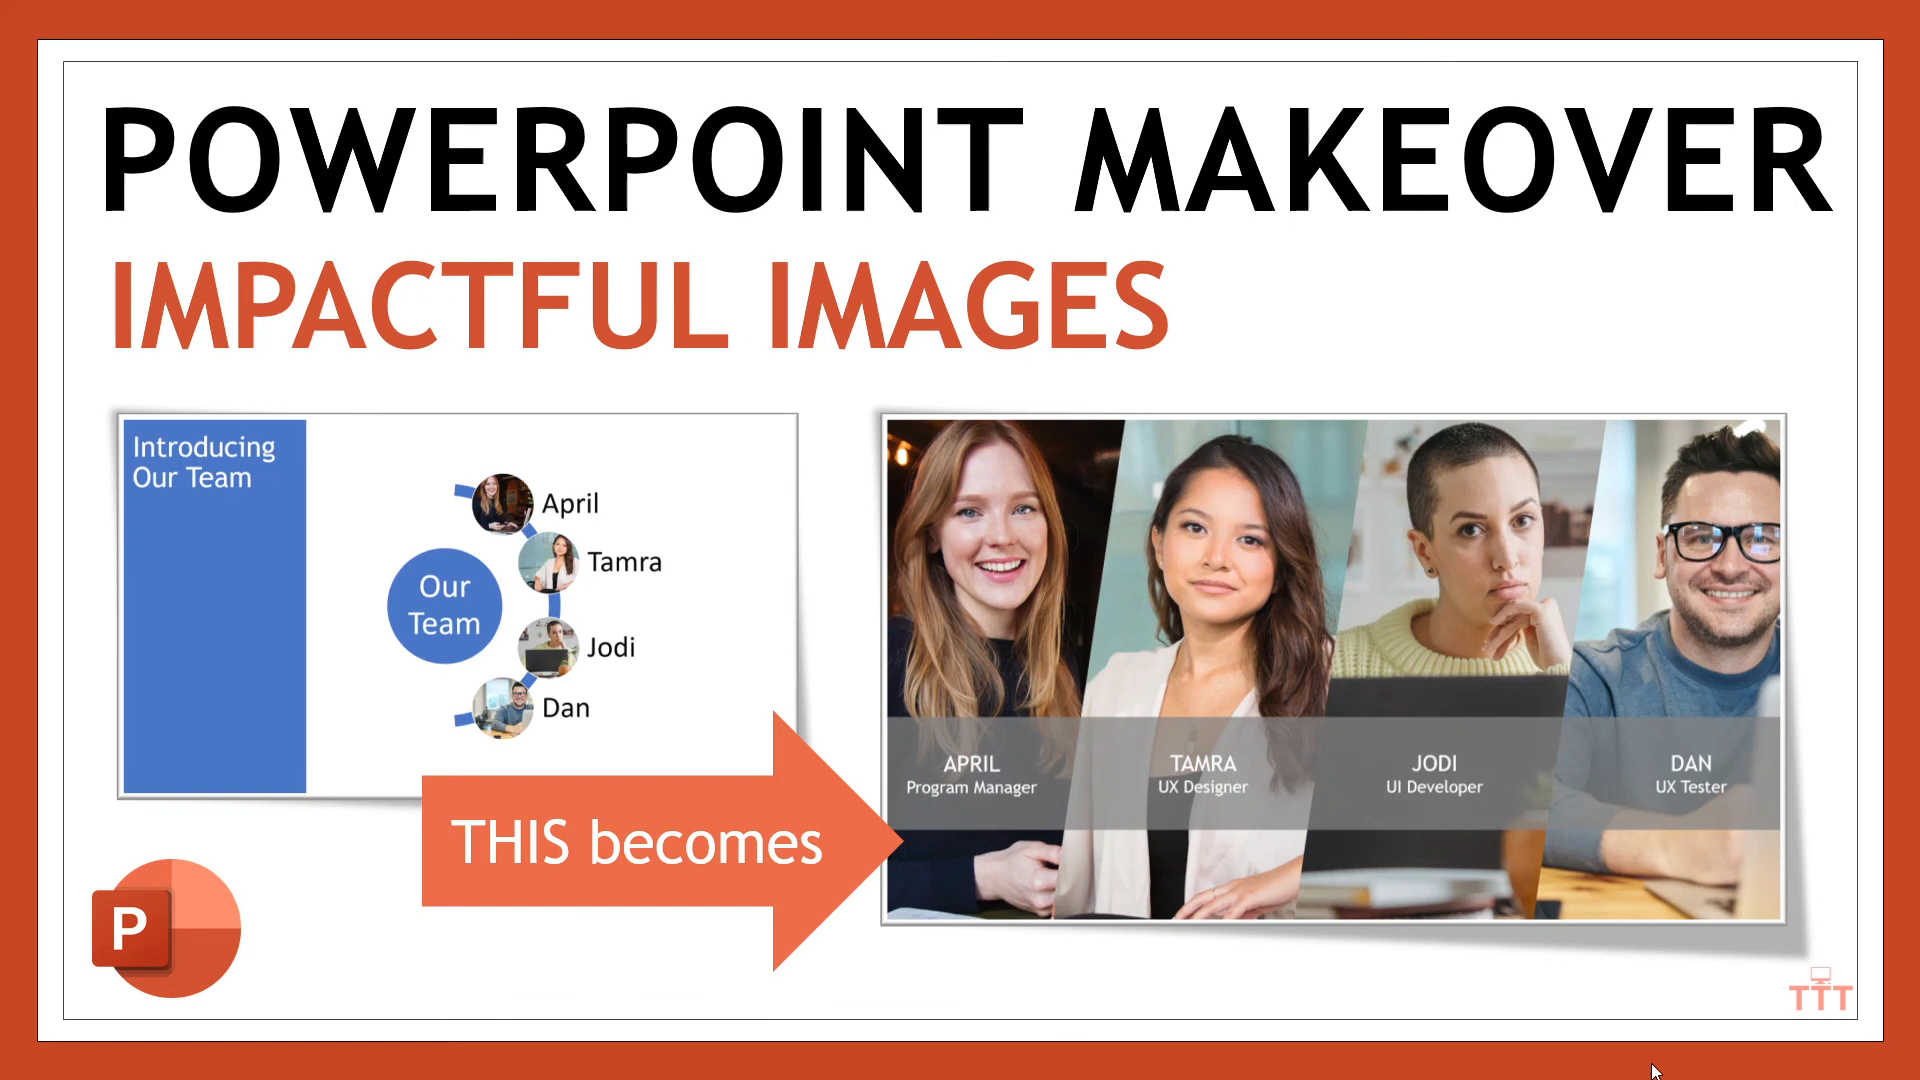 POWERPOINT MAKEOVER
IMPACTFUL IMAGES
Introducing
Our Team
Our
Team
April
Tamra
Jodi
Dan
THIS becomes
APRIL
Program Manager
TAMRA
UX Designer
JODI
UI Developer
DAN
UX Tester
P
TTT